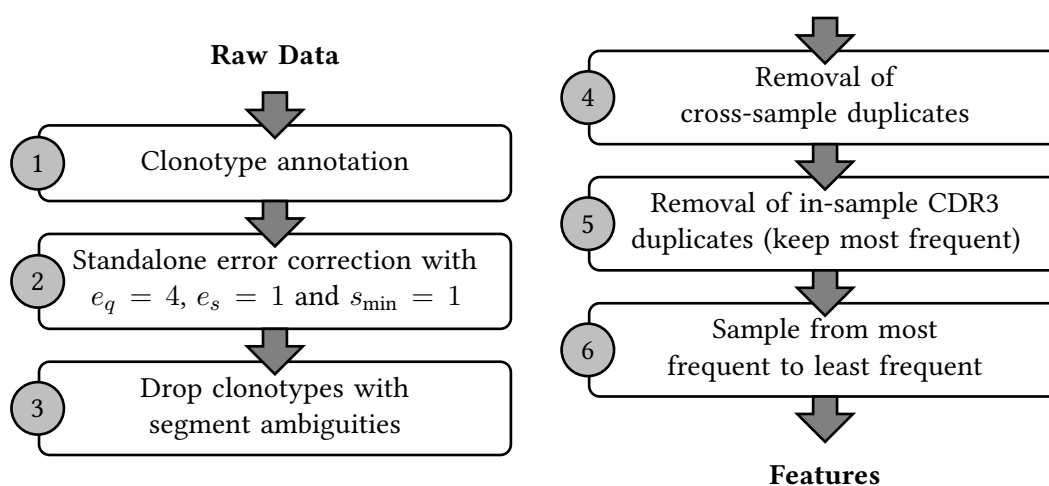 Raw Data
1
Clonotype annotation
2
Standalone error correction with
e_q = 4, e_s = 1 and s_min = 1
3
Drop clonotypes with
segment ambiguities
4
Removal of
cross-sample duplicates
5
Removal of in-sample CDR3
duplicates (keep most frequent)
6
Sample from most
frequent to least frequent
Features